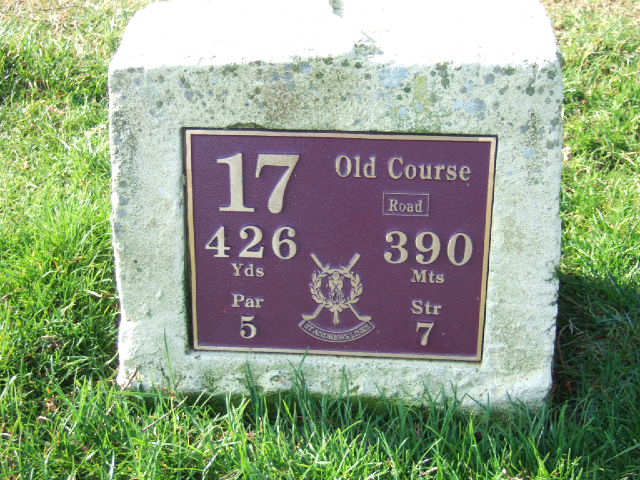 17
Old Course
Road
426
Yds
390
Mts
Par
5
Str
7
ST ANDREWS LINKS